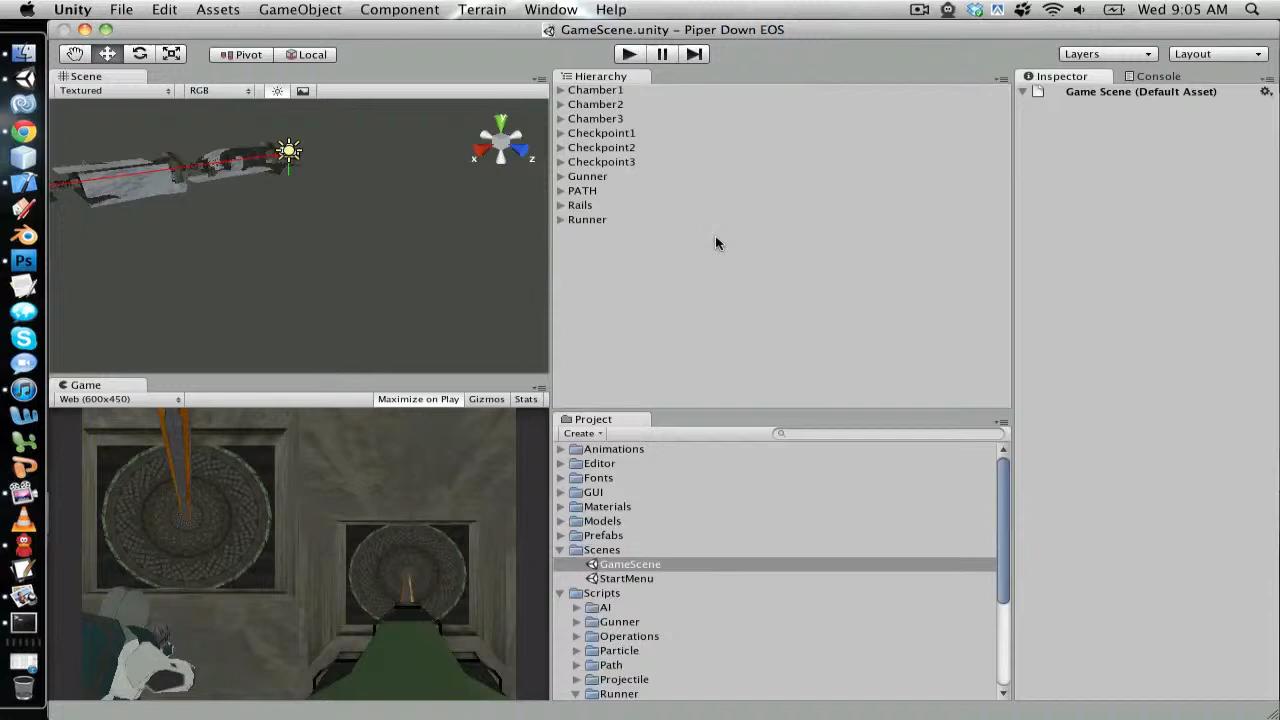 Unity File Edit Assets GameObject Component Terrain Window Help Wed 9:05 AM
GameScene.unity – Piper Down EOS
Pivot Local Layers Layout
Scene Hierarchy Inspector Console
Textured RGB
Game Scene (Default Asset)
Chamber1
Chamber2
Chamber3
Checkpoint1
Checkpoint2
Checkpoint3
Gunner
PATH
Rails
Runner
x y z
Game
Web (600x450) Maximize on Play Gizmos Stats
Project
Create
Animations
Editor
Fonts
GUI
Materials
Models
Prefabs
Scenes
GameScene
StartMenu
Scripts
AI
Gunner
Operations
Particle
Path
Projectile
Runner
Ps